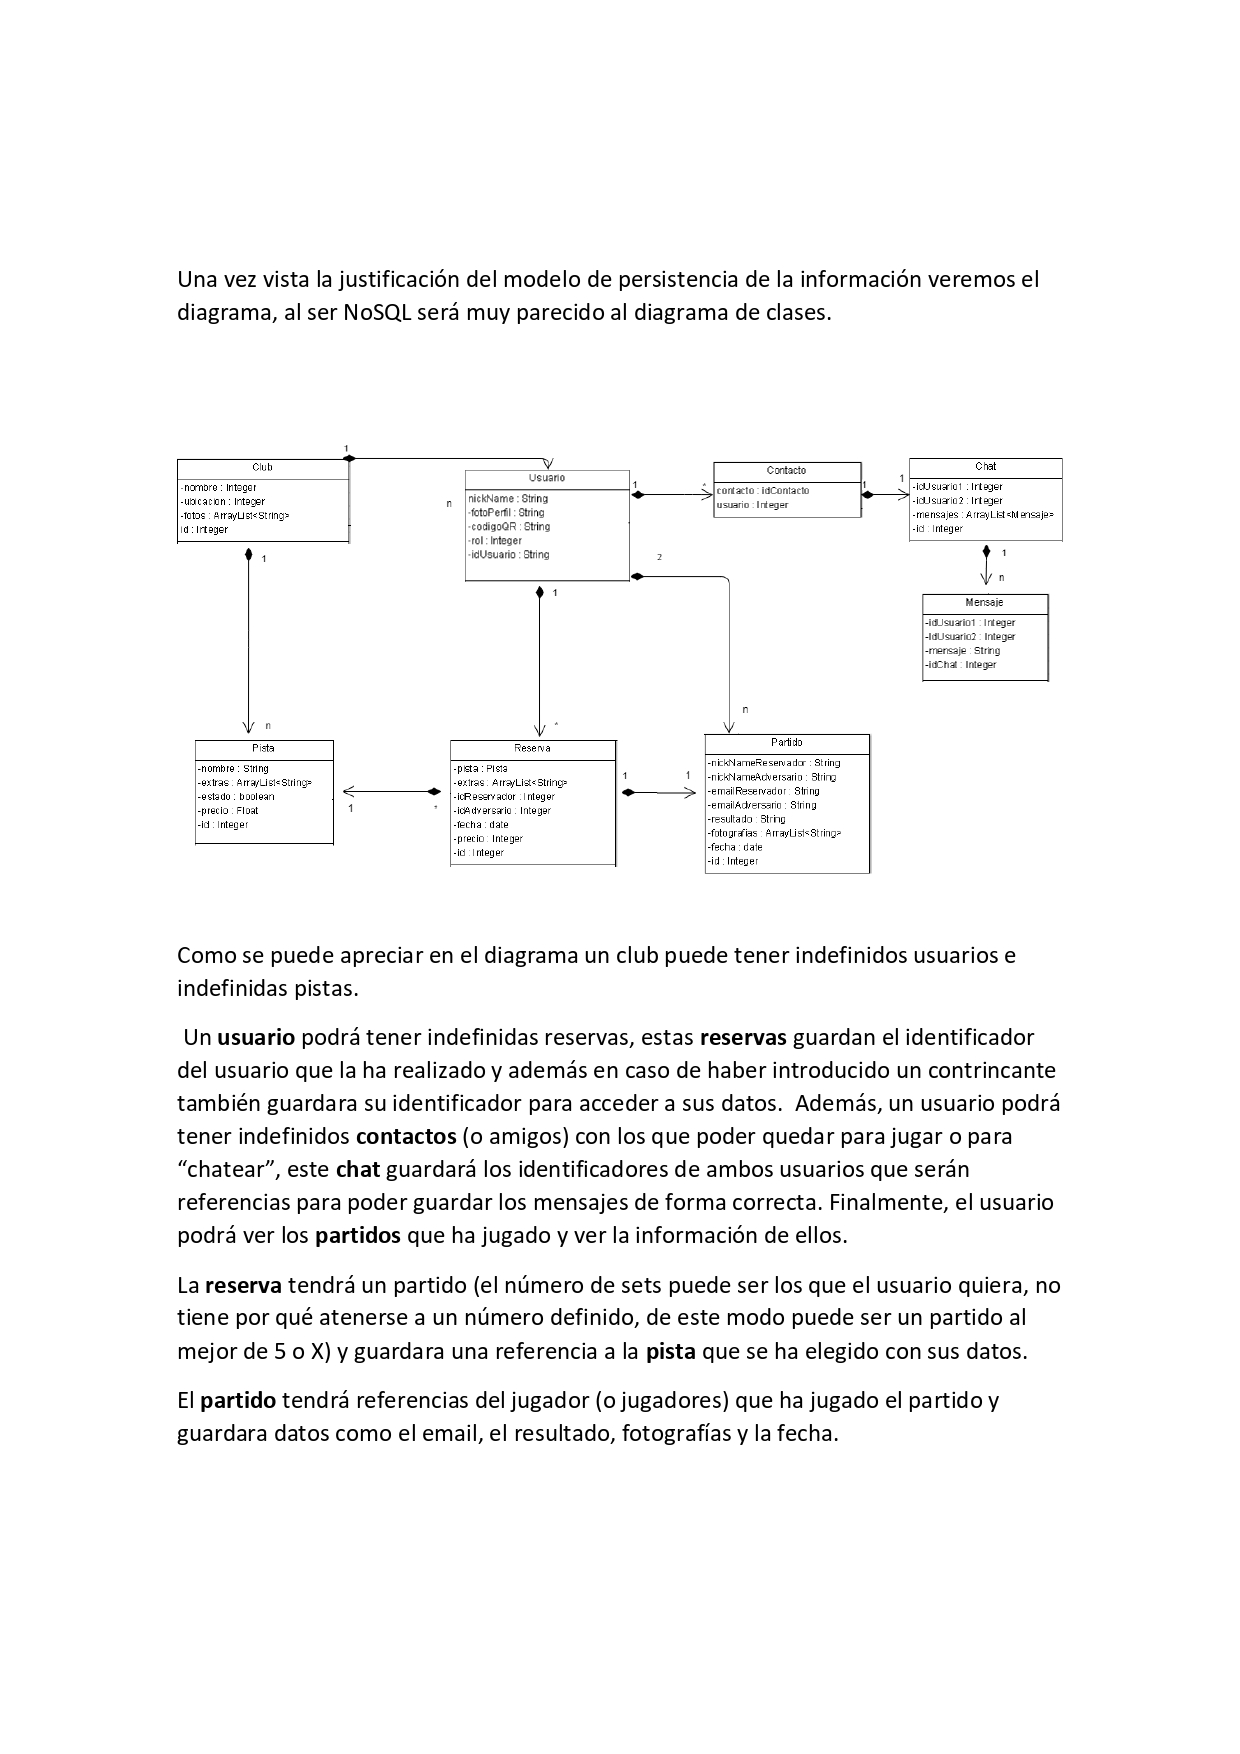 Una vez vista la justificación del modelo de persistencia de la información veremos el
diagrama, al ser NoSQL será muy parecido al diagrama de clases.
1
Club
-nombre : Integer
-ubicacion : Integer
-fotos : ArrayList<String>
id : Integer
1
n
n
Usuario
nickName : String
-fotoPerfil : String
-codigoQR : String
-rol : Integer
-idUsuario : String
1
*
2
n
1
*
Contacto
contacto : idContacto
usuario : Integer
1
1
Chat
-idUsuario1 : Integer
-idUsuario2 : Integer
-mensajes : ArrayList<Mensaje>
-id : Integer
1
n
Mensaje
-idUsuario1 : Integer
-idUsuario2 : Integer
-mensaje : String
-idChat : Integer
Pista
-nombre : String
-extras : ArrayList<String>
-estado : boolean
-precio : Float
-id : Integer
1
*
Reserva
-pista : Pista
-extras : ArrayList<String>
-idReservador : Integer
-idAdversario : Integer
-fecha : date
-precio : Integer
-id : Integer
1
1
Partido
-nickNameReservador : String
-nickNameAdversario : String
-emailReservador : String
-emailAdversario : String
-resultado : String
-fotografias : ArrayList<String>
-fecha : date
-id : Integer
Como se puede apreciar en el diagrama un club puede tener indefinidos usuarios e
indefinidas pistas.
Un usuario podrá tener indefinidas reservas, estas reservas guardan el identificador
del usuario que la ha realizado y además en caso de haber introducido un contrincante
también guardara su identificador para acceder a sus datos. Además, un usuario podrá
tener indefinidos contactos (o amigos) con los que poder quedar para jugar o para
“chatear”, este chat guardará los identificadores de ambos usuarios que serán
referencias para poder guardar los mensajes de forma correcta. Finalmente, el usuario
podrá ver los partidos que ha jugado y ver la información de ellos.
La reserva tendrá un partido (el número de sets puede ser los que el usuario quiera, no
tiene por qué atenerse a un número definido, de este modo puede ser un partido al
mejor de 5 o X) y guardara una referencia a la pista que se ha elegido con sus datos.
El partido tendrá referencias del jugador (o jugadores) que ha jugado el partido y
guardara datos como el email, el resultado, fotografías y la fecha.